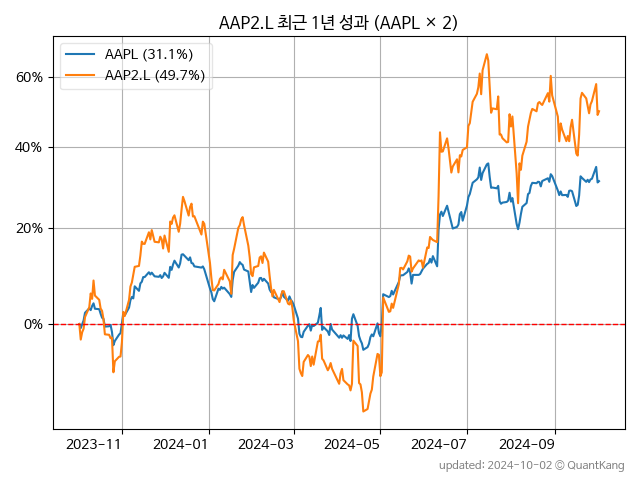 AAP2.L 최근 1년 성과 (AAPL × 2)
AAPL (31.1%)
AAP2.L (49.7%)
60%
40%
20%
0%
2023-11 2024-01 2024-03 2024-05 2024-07 2024-09
updated: 2024-10-02 © QuantKang